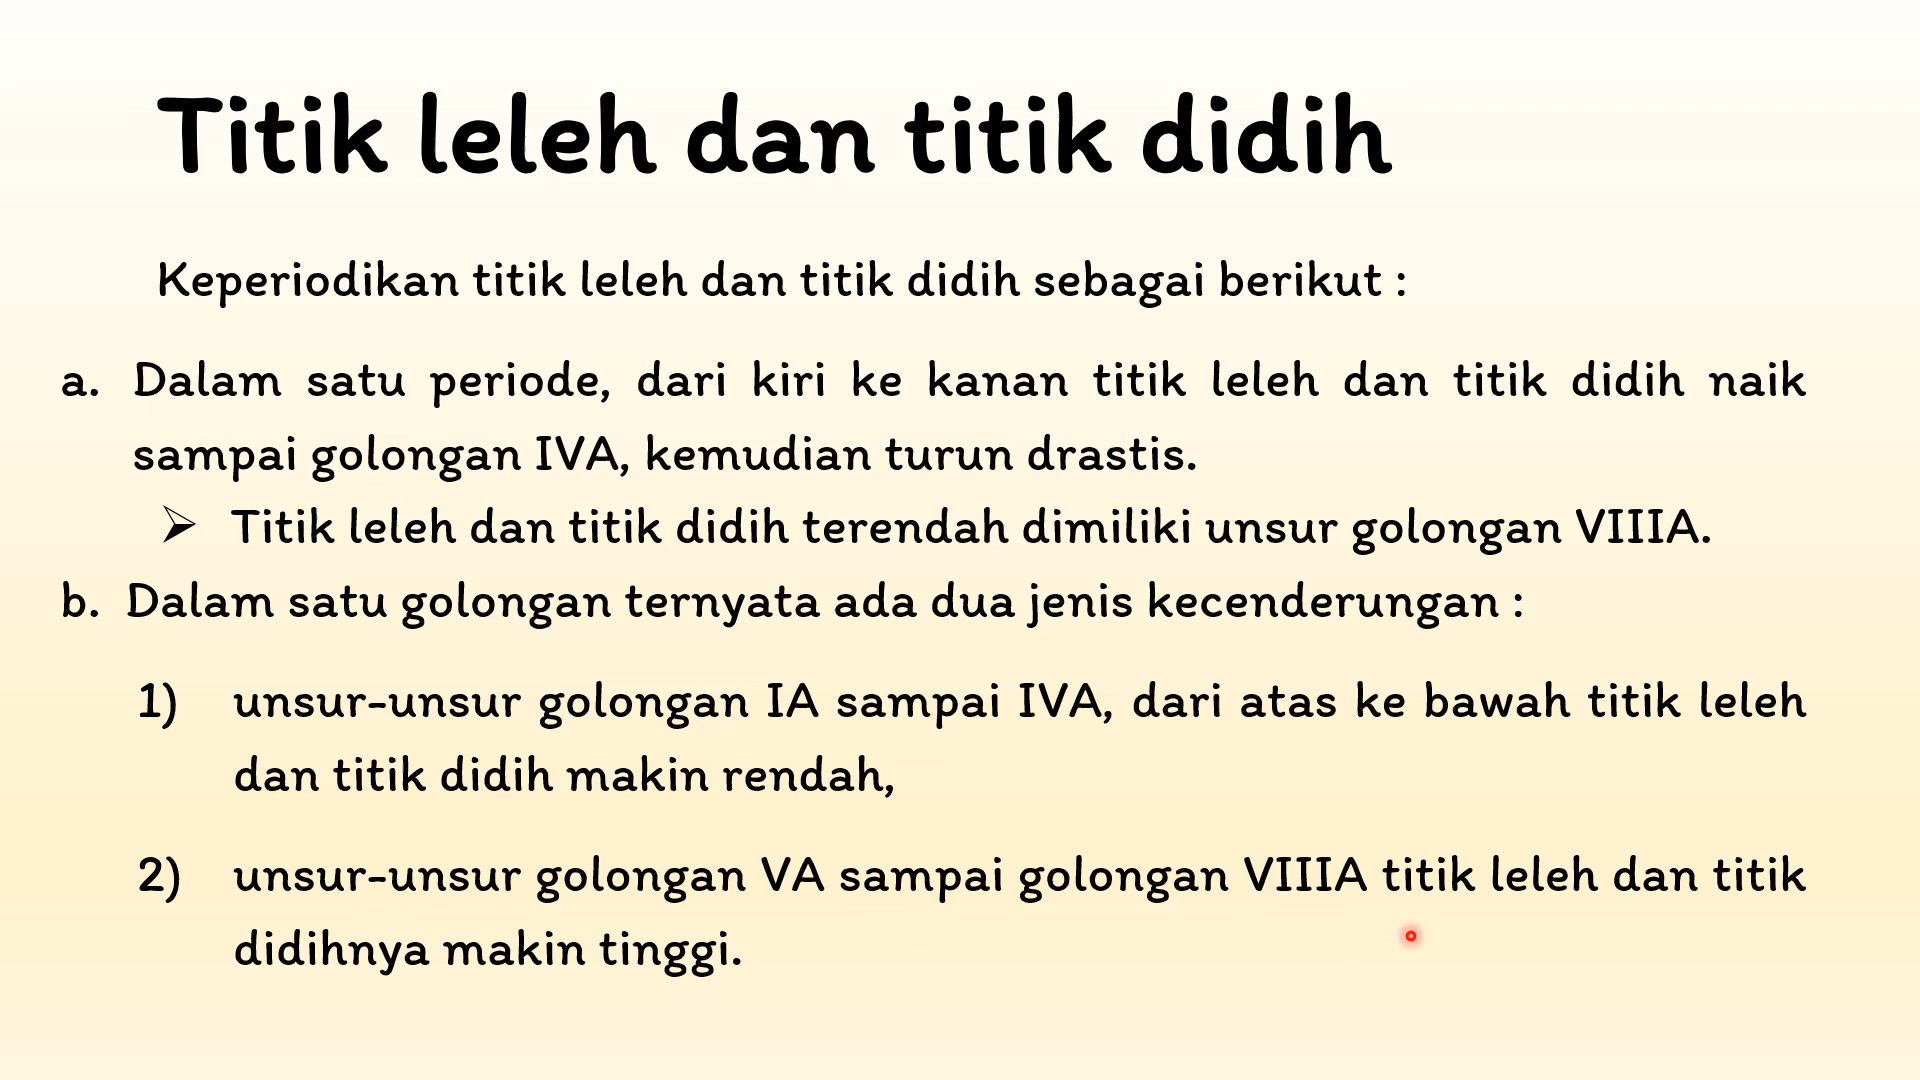 Titik leleh dan titik didih
Keperiodikan titik leleh dan titik didih sebagai berikut :
a. Dalam satu periode, dari kiri ke kanan titik leleh dan titik didih naik
sampai golongan IVA, kemudian turun drastis.
➢ Titik leleh dan titik didih terendah dimiliki unsur golongan VIIIA.
b. Dalam satu golongan ternyata ada dua jenis kecenderungan :
1) unsur-unsur golongan IA sampai IVA, dari atas ke bawah titik leleh
dan titik didih makin rendah,
2) unsur-unsur golongan VA sampai golongan VIIIA titik leleh dan titik
didihnya makin tinggi.